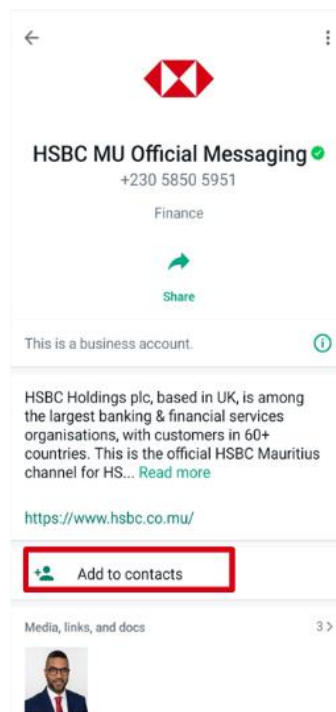 HSBC MU Official Messaging
+230 5850 5951
Finance
Share
This is a business account.
HSBC Holdings plc, based in UK, is among
the largest banking & financial services
organisations, with customers in 60+
countries. This is the official HSBC Mauritius
channel for HS... Read more
https://www.hsbc.co.mu/
Add to contacts
Media, links, and docs 3 >